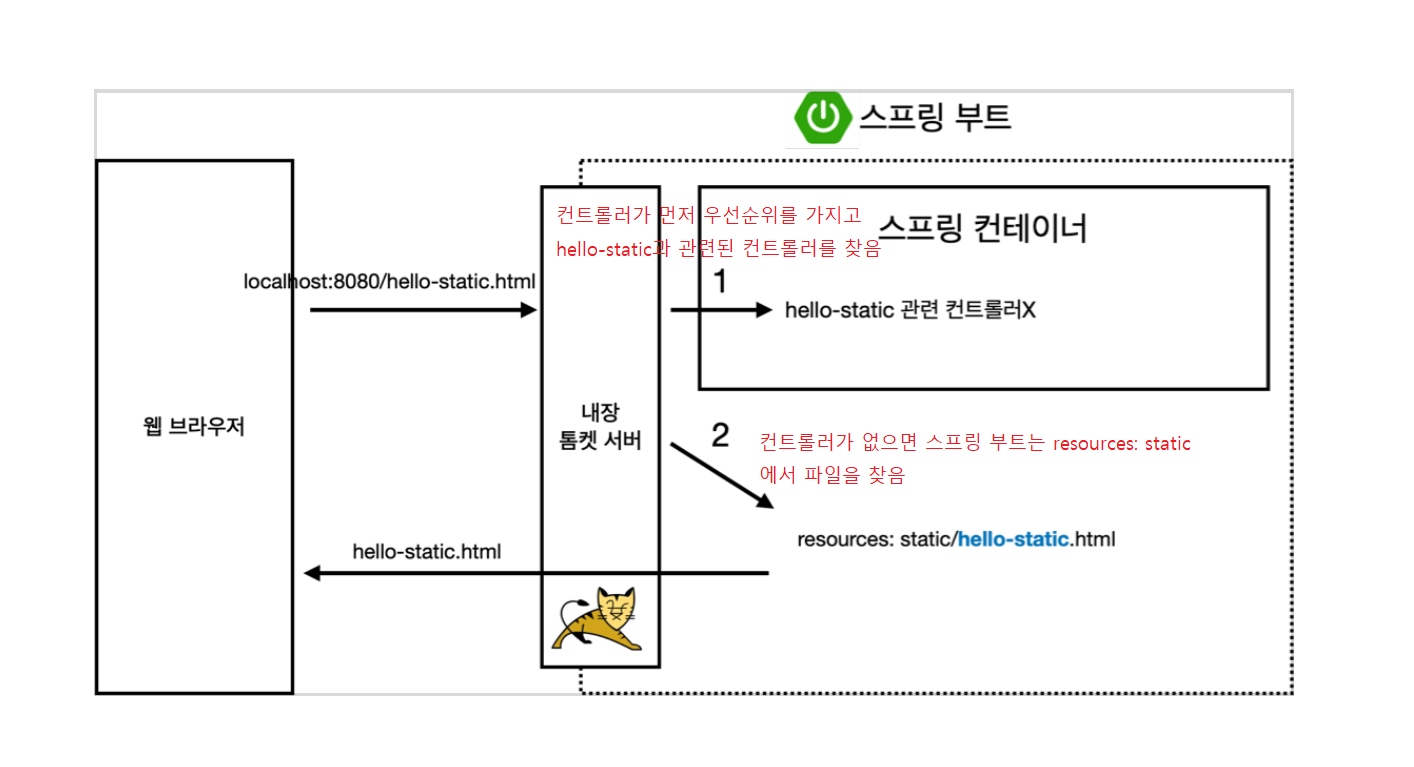 스프링 부트
컨트롤러가 먼저 우선순위를 가지고
hello-static과 관련된 컨트롤러를 찾음
스프링 컨테이너
localhost:8080/hello-static.html
1
hello-static 관련 컨트롤러X
웹 브라우저
내장
톰켓 서버
2
컨트롤러가 없으면 스프링 부트는 resources: static
에서 파일을 찾음
resources: static/hello-static.html
hello-static.html